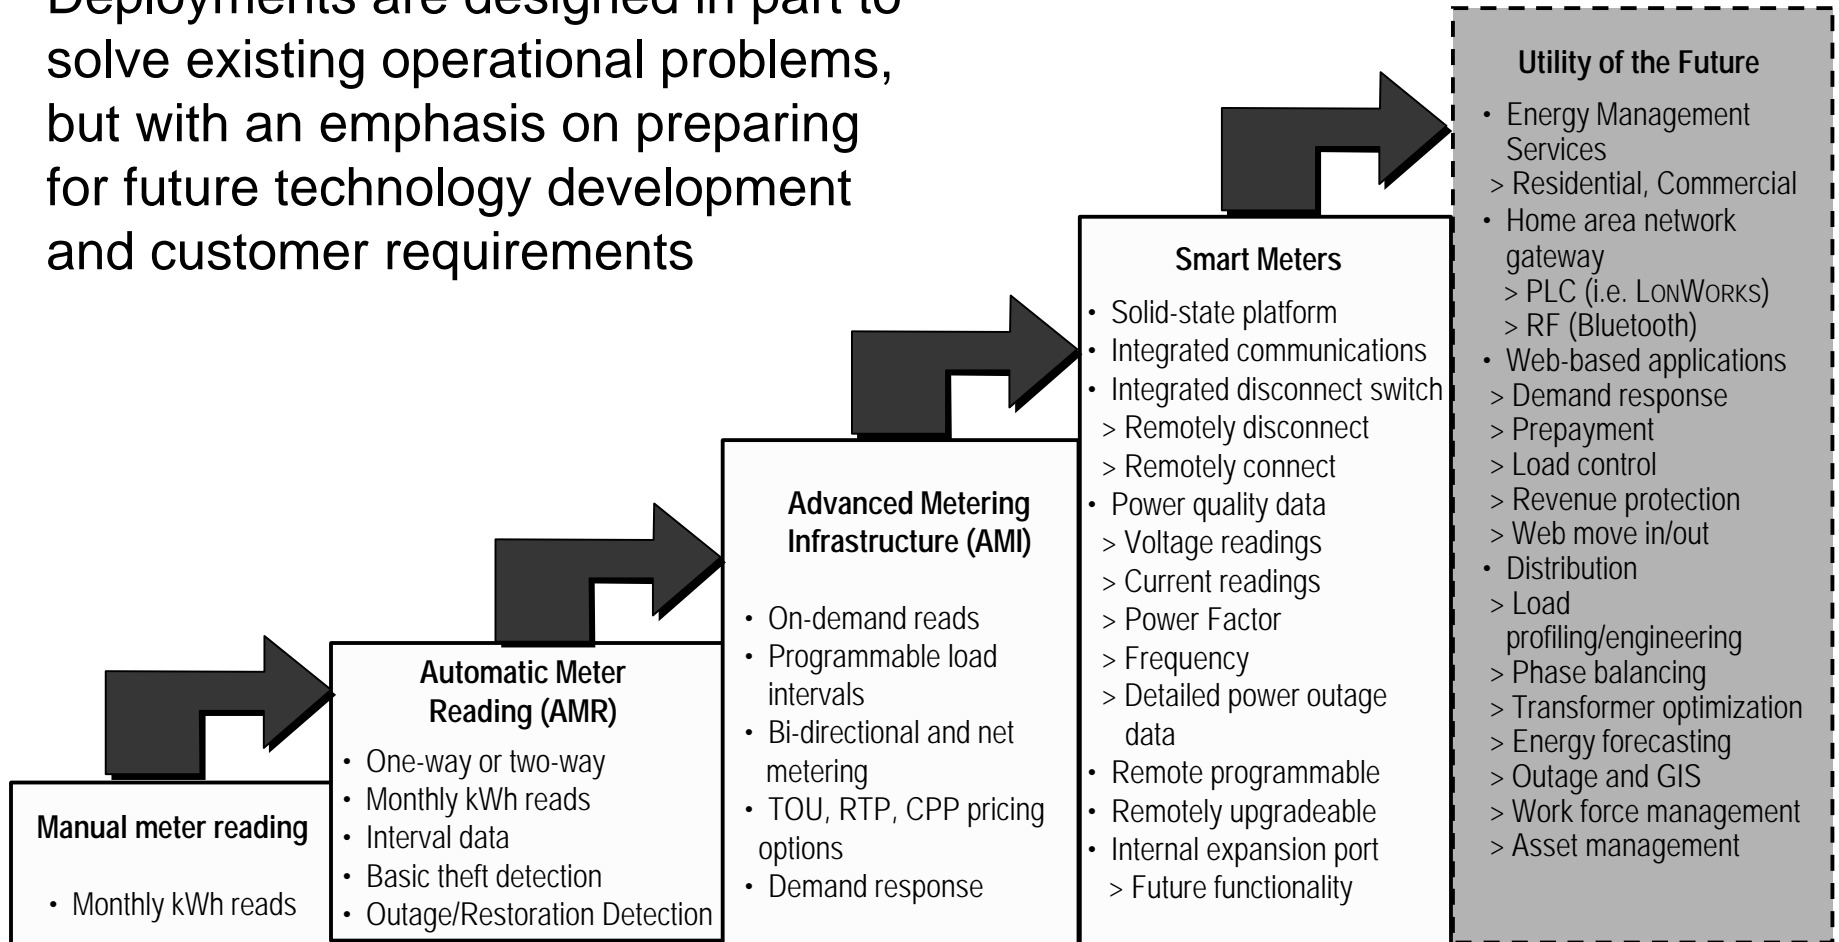 Deployments are designed in part to
solve existing operational problems,
but with an emphasis on preparing
for future technology development
and customer requirements
Manual meter reading
• Monthly kWh reads
Automatic Meter
Reading (AMR)
• One-way or two-way
• Monthly kWh reads
• Interval data
• Basic theft detection
• Outage/Restoration Detection
Advanced Metering
Infrastructure (AMI)
• On-demand reads
• Programmable load
intervals
• Bi-directional and net
metering
• TOU, RTP, CPP pricing
options
• Demand response
Smart Meters
• Solid-state platform
• Integrated communications
• Integrated disconnect switch
> Remotely disconnect
> Remotely connect
• Power quality data
> Voltage readings
> Current readings
> Power Factor
> Frequency
> Detailed power outage
data
• Remote programmable
• Remotely upgradeable
• Internal expansion port
> Future functionality
Utility of the Future
• Energy Management
Services
> Residential, Commercial
• Home area network
gateway
> PLC (i.e. LONWORKS)
> RF (Bluetooth)
• Web-based applications
> Demand response
> Prepayment
> Load control
> Revenue protection
> Web move in/out
• Distribution
> Load
profiling/engineering
> Phase balancing
> Transformer optimization
> Energy forecasting
> Outage and GIS
> Work force management
> Asset management